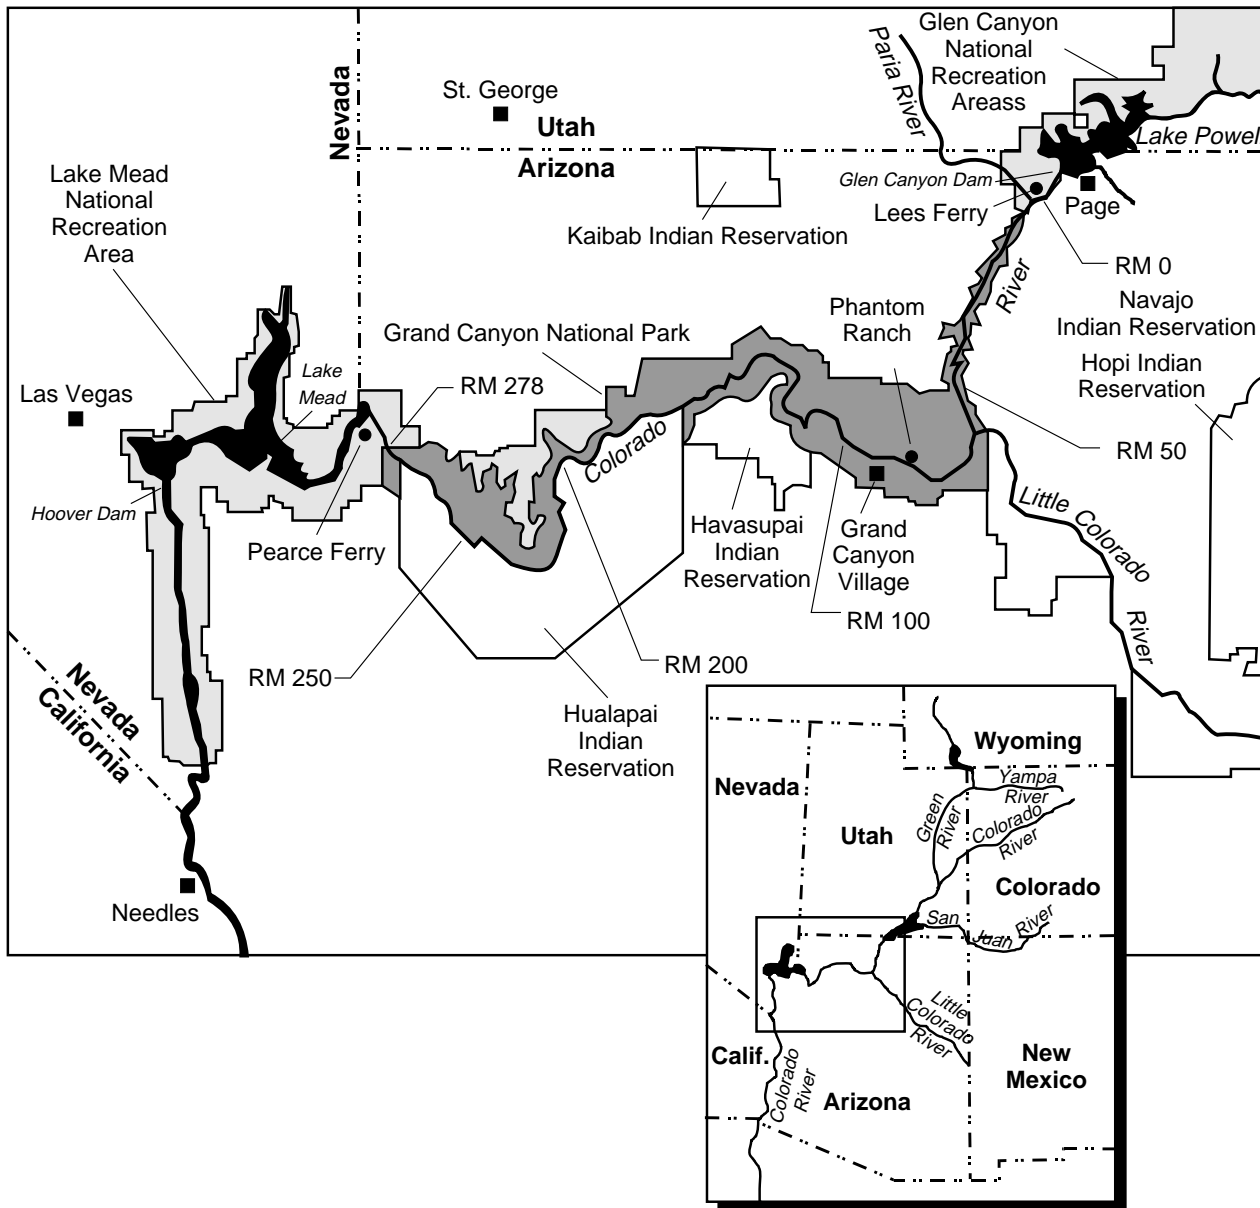 Glen Canyon
National
Recreation
Areass
Paria River
Nevada
St. George
Utah
Arizona
Lake Powell
Lake Mead
National
Recreation
Area
Glen Canyon Dam
Lees Ferry
Page
Kaibab Indian Reservation
RM 0
River
Navajo
Indian Reservation
Phantom
Ranch
Grand Canyon National Park
Hopi Indian
Reservation
Lake
Mead
RM 278
Las Vegas
Colorado
RM 50
Hoover Dam
Pearce Ferry
Havasupai
Indian
Reservation
Grand
Canyon
Village
Little Colorado
River
RM 100
RM 250
RM 200
Nevada
California
Hualapai
Indian
Reservation
Needles
Wyoming
Nevada
Yampa
River
Green
River
Colorado
River
Utah
Colorado
San
Juan
River
Little
Colorado
River
Calif.
Colorado
River
Arizona
New
Mexico